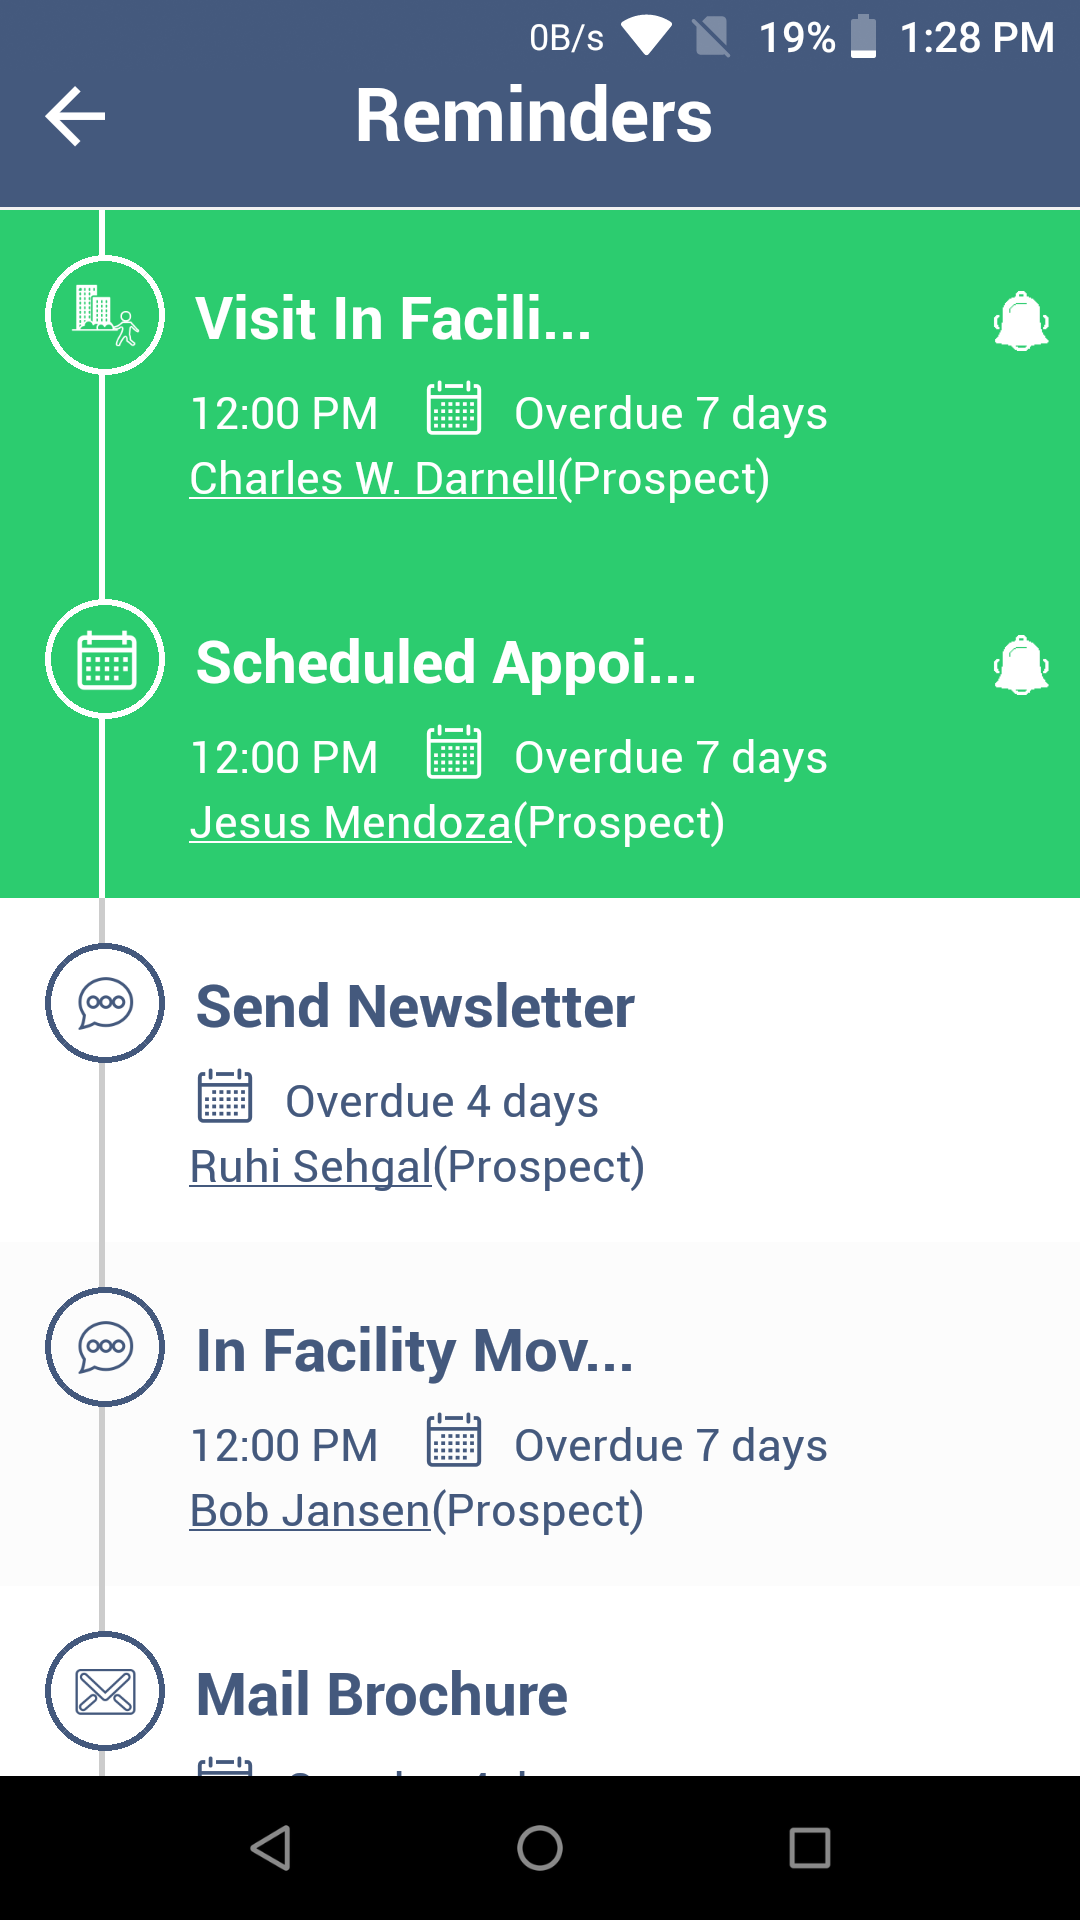 0B/s 19% 1:28 PM
Reminders
Visit In Facili...
12:00 PM Overdue 7 days
Charles W. Darnell(Prospect)
Scheduled Appoi...
12:00 PM Overdue 7 days
Jesus Mendoza(Prospect)
Send Newsletter
Overdue 4 days
Ruhi Sehgal(Prospect)
In Facility Mov...
12:00 PM Overdue 7 days
Bob Jansen(Prospect)
Mail Brochure